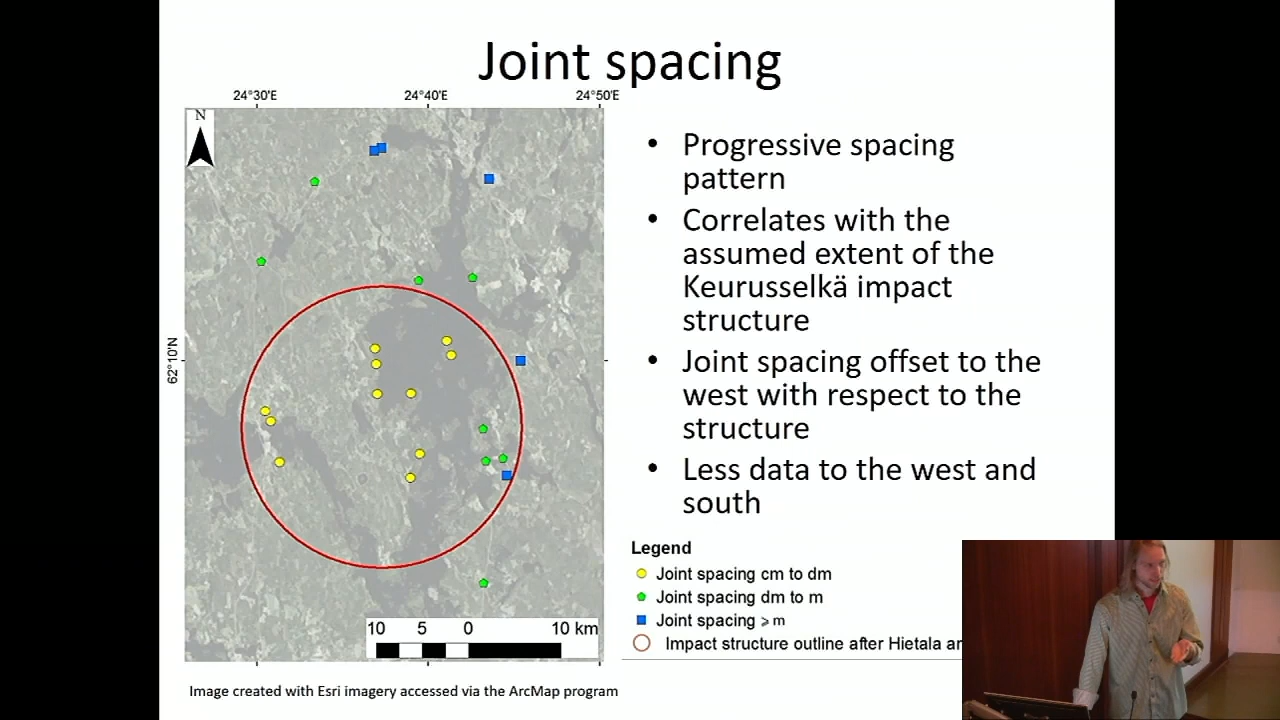 Joint spacing
24°30'E 24°40'E 24°50'E
N
62°10'N
10 5 0 10 km
Image created with Esri imagery accessed via the ArcMap program
• Progressive spacing
pattern
• Correlates with the
assumed extent of the
Keurusselkä impact
structure
• Joint spacing offset to the
west with respect to the
structure
• Less data to the west and
south
Legend
Joint spacing cm to dm
Joint spacing dm to m
Joint spacing ⩾ m
Impact structure outline after Hietala